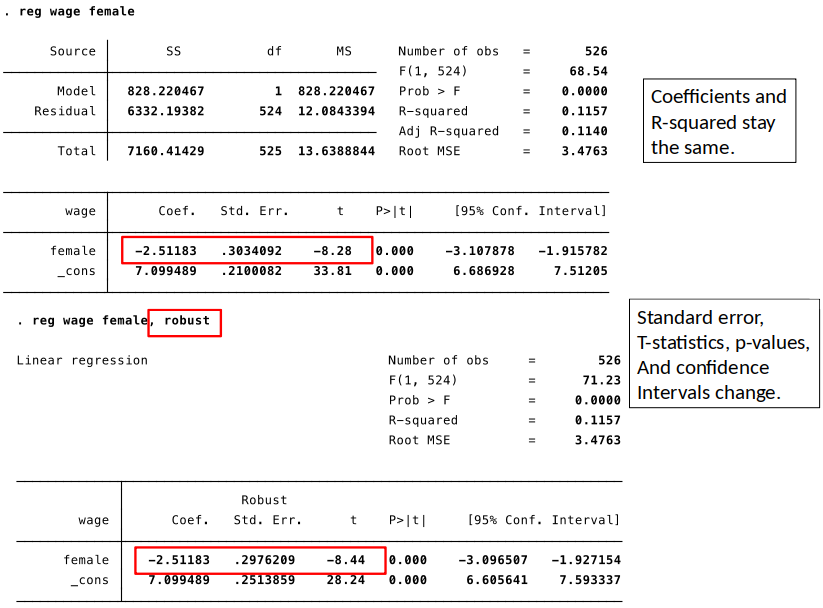 . reg wage female
Source SS df MS Number of obs = 526
F(1, 524) = 68.54
Model 828.220467 1 828.220467 Prob > F = 0.0000
Residual 6332.19382 524 12.0843394 R-squared = 0.1157
Adj R-squared = 0.1140
Total 7160.41429 525 13.6388844 Root MSE = 3.4763
Coefficients and
R-squared stay
the same.
wage Coef. Std. Err. t P>|t| [95% Conf. Interval]
female -2.51183 .3034092 -8.28 0.000 -3.107878 -1.915782
_cons 7.099489 .2100082 33.81 0.000 6.686928 7.51205
. reg wage female, robust
Standard error,
T-statistics, p-values,
And confidence
Intervals change.
Linear regression Number of obs = 526
F(1, 524) = 71.23
Prob > F = 0.0000
R-squared = 0.1157
Root MSE = 3.4763
Robust
wage Coef. Std. Err. t P>|t| [95% Conf. Interval]
female -2.51183 .2976209 -8.44 0.000 -3.096507 -1.927154
_cons 7.099489 .2513859 28.24 0.000 6.605641 7.593337